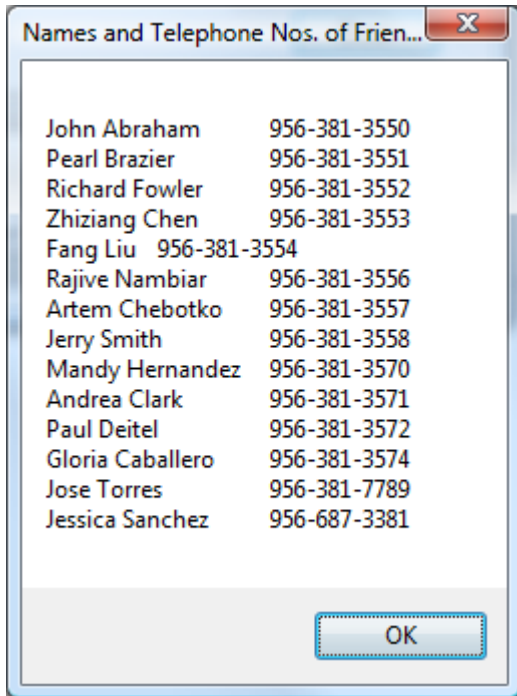 Names and Telephone Nos. of Frien...
John Abraham 956-381-3550
Pearl Brazier 956-381-3551
Richard Fowler 956-381-3552
Zhiziang Chen 956-381-3553
Fang Liu 956-381-3554
Rajive Nambiar 956-381-3556
Artem Chebotko 956-381-3557
Jerry Smith 956-381-3558
Mandy Hernandez 956-381-3570
Andrea Clark 956-381-3571
Paul Deitel 956-381-3572
Gloria Caballero 956-381-3574
Jose Torres 956-381-7789
Jessica Sanchez 956-687-3381
OK